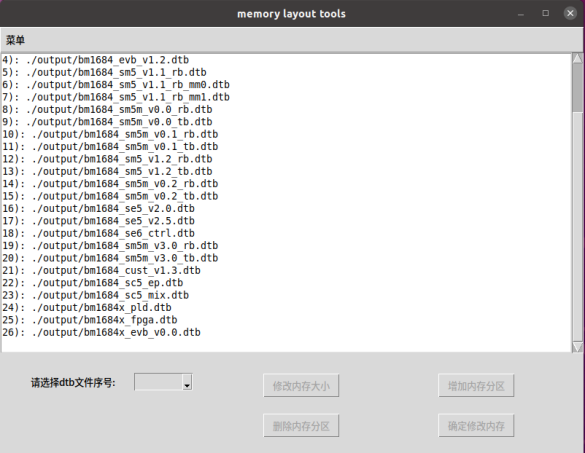 memory layout tools
菜单
4): ./output/bm1684_evb_v1.2.dtb
5): ./output/bm1684_sm5_v1.1_rb.dtb
6): ./output/bm1684_sm5_v1.1_rb_mm0.dtb
7): ./output/bm1684_sm5_v1.1_rb_mm1.dtb
8): ./output/bm1684_sm5m_v0.0_rb.dtb
9): ./output/bm1684_sm5m_v0.0_tb.dtb
10): ./output/bm1684_sm5m_v0.1_rb.dtb
11): ./output/bm1684_sm5m_v0.1_tb.dtb
12): ./output/bm1684_sm5_v1.2_rb.dtb
13): ./output/bm1684_sm5_v1.2_tb.dtb
14): ./output/bm1684_sm5m_v0.2_rb.dtb
15): ./output/bm1684_sm5m_v0.2_tb.dtb
16): ./output/bm1684_se5_v2.0.dtb
17): ./output/bm1684_se5_v2.5.dtb
18): ./output/bm1684_se6_ctrl.dtb
19): ./output/bm1684_sm5m_v3.0_rb.dtb
20): ./output/bm1684_sm5m_v3.0_tb.dtb
21): ./output/bm1684_cust_v1.3.dtb
22): ./output/bm1684_sc5_ep.dtb
23): ./output/bm1684_sc5_mix.dtb
24): ./output/bm1684x_pld.dtb
25): ./output/bm1684x_fpga.dtb
26): ./output/bm1684x_evb_v0.0.dtb
请选择dtb文件序号:
修改内存大小
增加内存分区
删除内存分区
确定修改内存